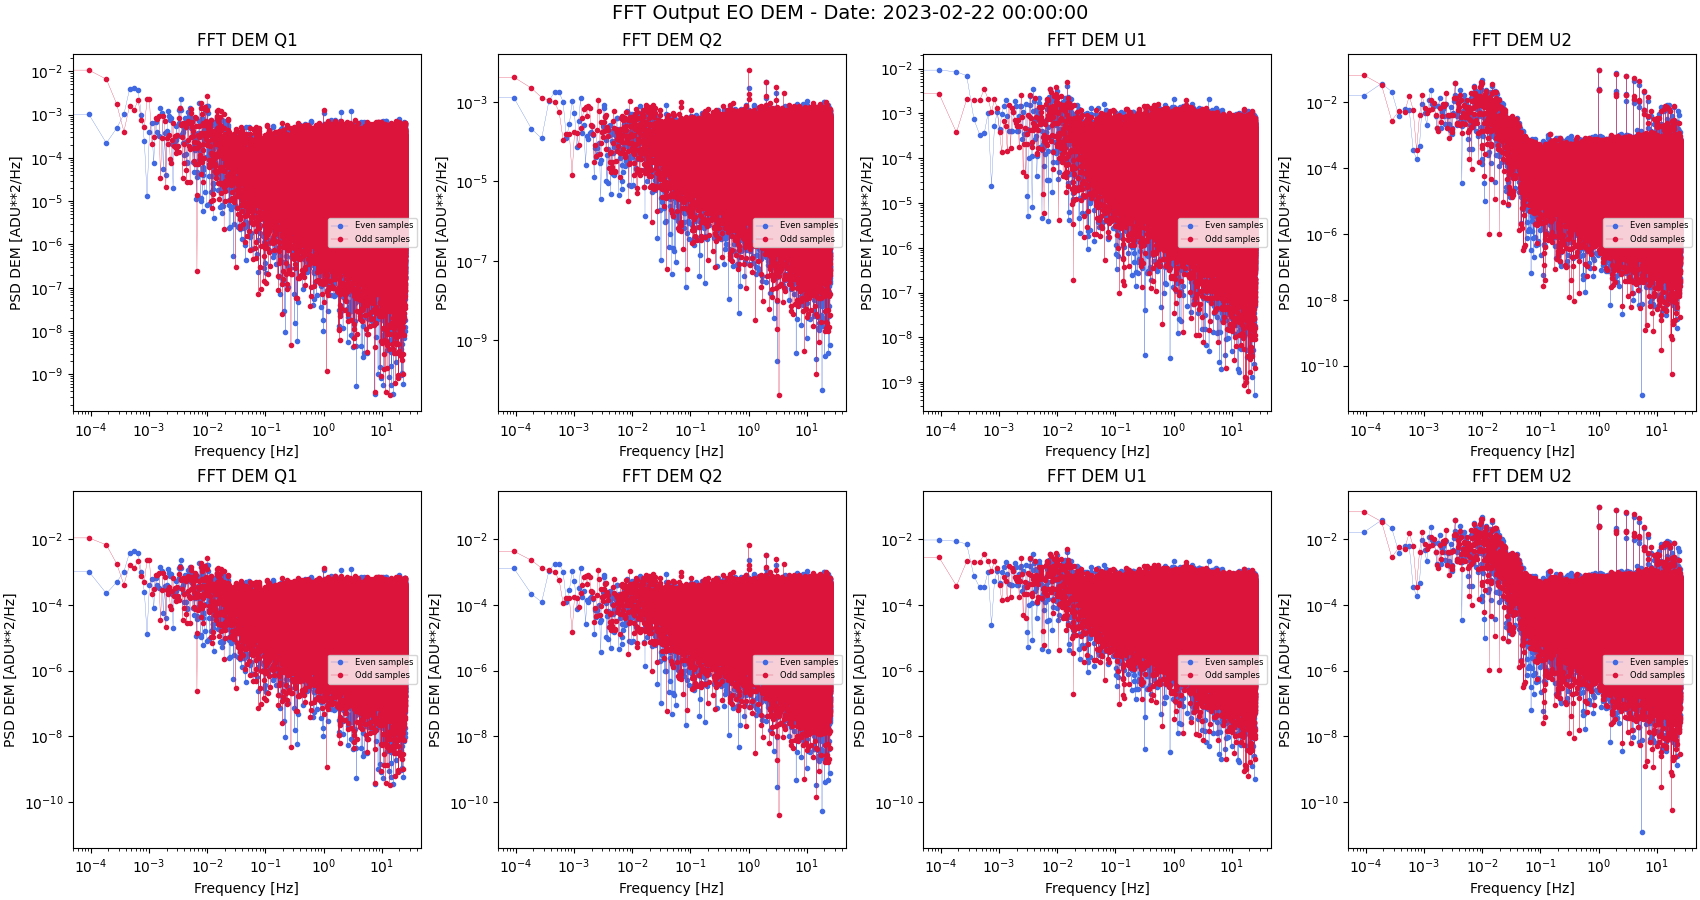 FFT Output EO DEM - Date: 2023-02-22 00:00:00
FFT DEM Q1
PSD DEM [ADU**2/Hz]
10^-2
10^-3
10^-4
10^-5
10^-6
10^-7
10^-8
10^-9
Even samples
Odd samples
10^-4 10^-3 10^-2 10^-1 10^0 10^1
Frequency [Hz]
FFT DEM Q2
PSD DEM [ADU**2/Hz]
10^-3
10^-5
10^-7
10^-9
Even samples
Odd samples
10^-4 10^-3 10^-2 10^-1 10^0 10^1
Frequency [Hz]
FFT DEM U1
PSD DEM [ADU**2/Hz]
10^-2
10^-3
10^-4
10^-5
10^-6
10^-7
10^-8
10^-9
Even samples
Odd samples
10^-4 10^-3 10^-2 10^-1 10^0 10^1
Frequency [Hz]
FFT DEM U2
PSD DEM [ADU**2/Hz]
10^-2
10^-4
10^-6
10^-8
10^-10
Even samples
Odd samples
10^-4 10^-3 10^-2 10^-1 10^0 10^1
Frequency [Hz]
FFT DEM Q1
PSD DEM [ADU**2/Hz]
10^-2
10^-4
10^-6
10^-8
10^-10
Even samples
Odd samples
10^-4 10^-3 10^-2 10^-1 10^0 10^1
Frequency [Hz]
FFT DEM Q2
PSD DEM [ADU**2/Hz]
10^-2
10^-4
10^-6
10^-8
10^-10
Even samples
Odd samples
10^-4 10^-3 10^-2 10^-1 10^0 10^1
Frequency [Hz]
FFT DEM U1
PSD DEM [ADU**2/Hz]
10^-2
10^-4
10^-6
10^-8
10^-10
Even samples
Odd samples
10^-4 10^-3 10^-2 10^-1 10^0 10^1
Frequency [Hz]
FFT DEM U2
PSD DEM [ADU**2/Hz]
10^-2
10^-4
10^-6
10^-8
10^-10
Even samples
Odd samples
10^-4 10^-3 10^-2 10^-1 10^0 10^1
Frequency [Hz]